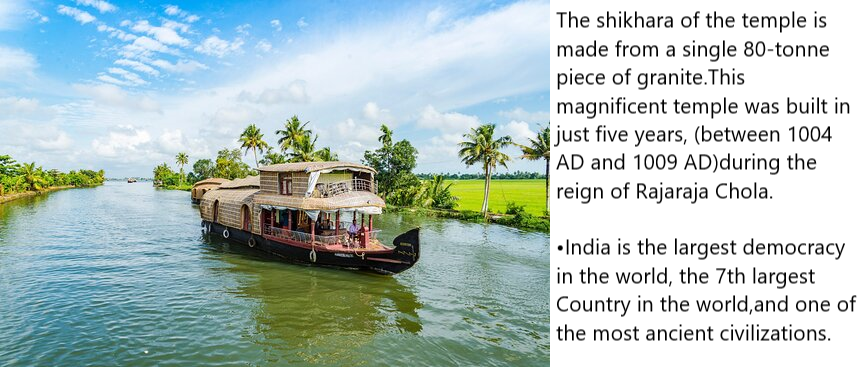 The shikhara of the temple is
made from a single 80-tonne
piece of granite.This
magnificent temple was built in
just five years, (between 1004
AD and 1009 AD)during the
reign of Rajaraja Chola.
•India is the largest democracy
in the world, the 7th largest
Country in the world,and one of
the most ancient civilizations.